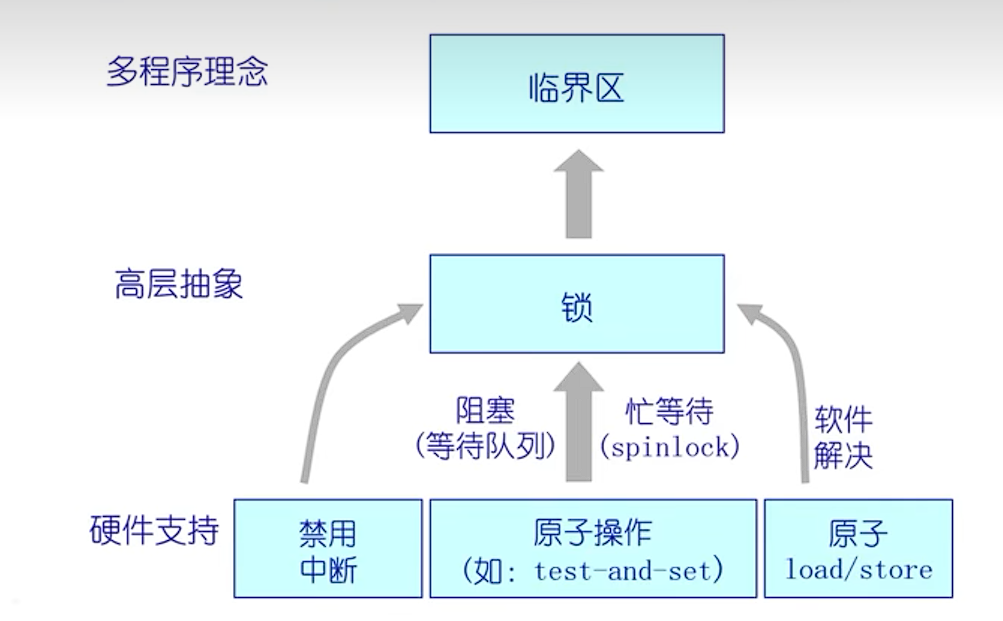 多程序理念
临界区
高层抽象
锁
阻塞
(等待队列)
忙等待
(spinlock)
软件
解决
硬件支持
禁用
中断
原子操作
(如: test-and-set)
原子
load/store